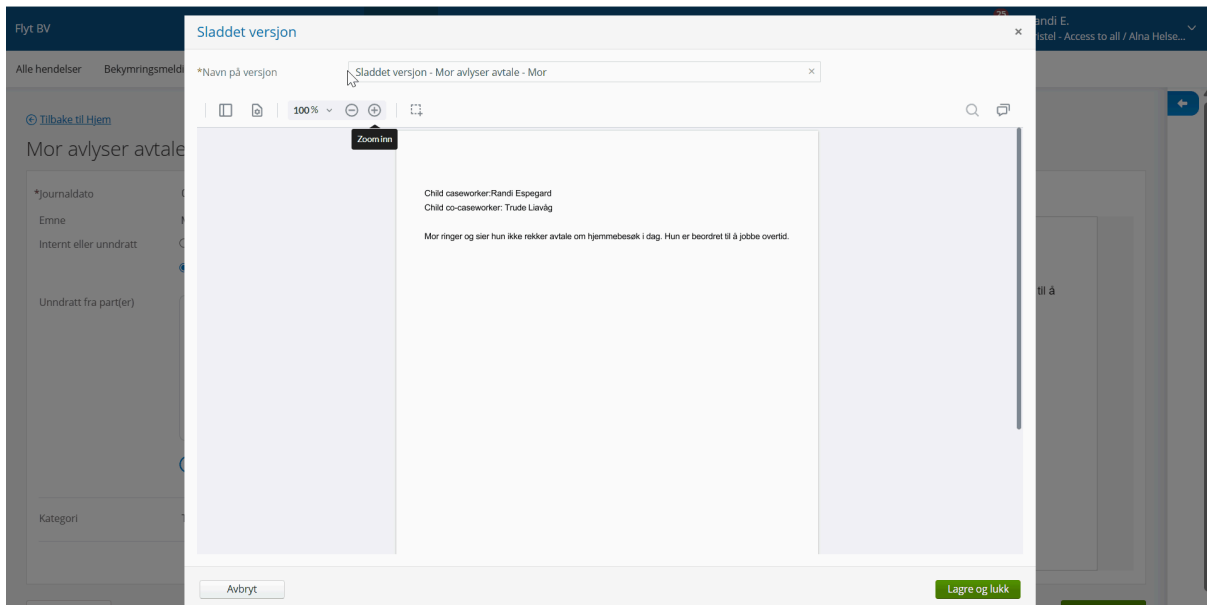 Flyt BV
25
andi E.
istel - Access to all / Alna Helse...
Alle hendelser Bekymringsmeldi
Tilbake til Hjem
Mor avlyser avtale
*Journaldato
Emne
Internt eller unndratt
Unndratt fra part(er)
Kategori
til å
Sladdet versjon
×
*Navn på versjon
Sladdet versjon - Mor avlyser avtale - Mor ×
100%
Zoom inn
Child caseworker:Randi Espegard
Child co-caseworker: Trude Liavåg
Mor ringer og sier hun ikke rekker avtale om hjemmebesøk i dag. Hun er beordret til å jobbe overtid.
Avbryt
Lagre og lukk